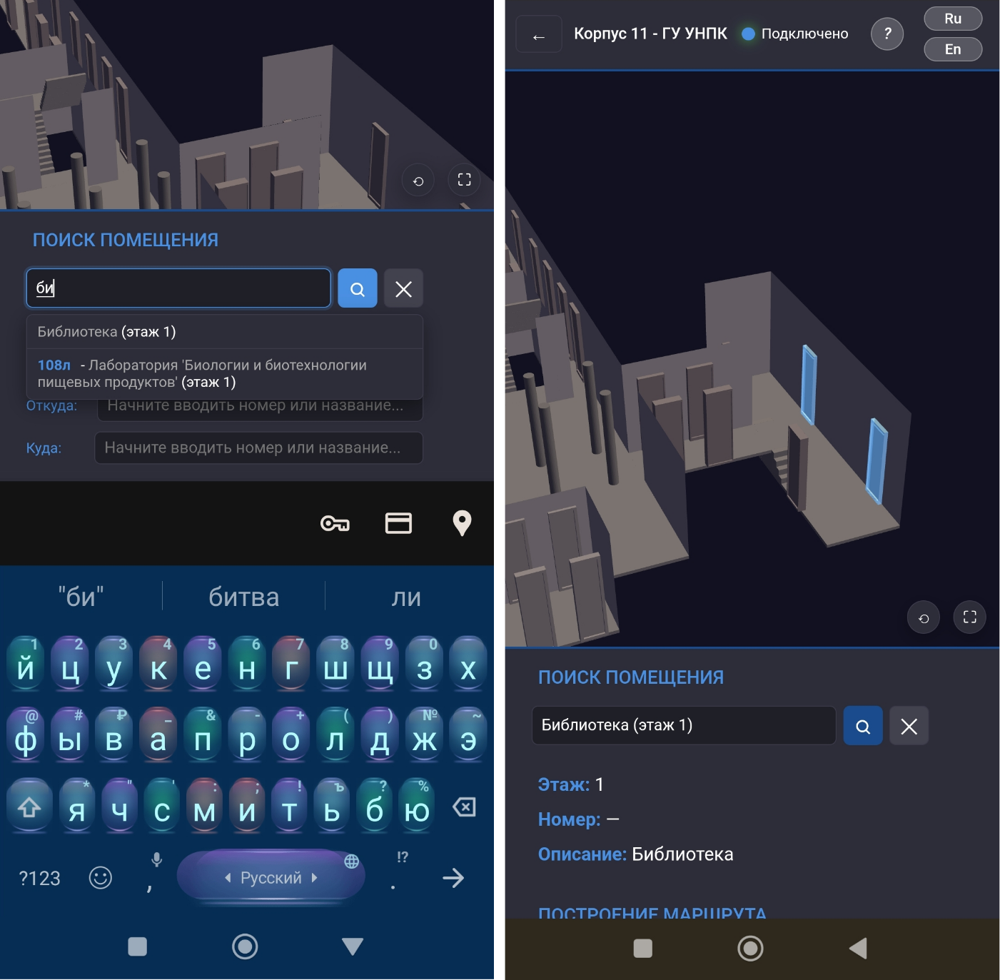 ПОИСК ПОМЕЩЕНИЯ
би
Библиотека (этаж 1)
108л - Лаборатория 'Биологии и биотехнологии
пищевых продуктов' (этаж 1)
Откуда: Начните вводить номер или название...
Куда: Начните вводить номер или название...
"би" битва ли
1 2 3 4 5 6 7 8 9 0
й ц у к е н г ш щ з х
@ # ₽ _ & - + ( ) № ~
ф ы в а п р о л д ж э
* " ' : ; ! ъ ? %
я ч с м и т ь б ю
!?
?123 , Русский .
← Корпус 11 - ГУ УНПК Подключено ? Ru
En
ПОИСК ПОМЕЩЕНИЯ
Библиотека (этаж 1)
Этаж: 1
Номер: —
Описание: Библиотека
ПОСТРОЕНИЕ МАРШРУТА